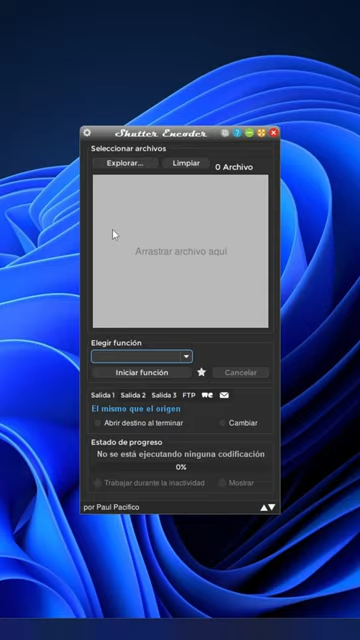 Shutter Encoder
Seleccionar archivos
Explorar... Limpiar 0 Archivo
Arrastrar archivo aquí
Elegir función
Iniciar función Cancelar
Salida 1 Salida 2 Salida 3 FTP
El mismo que el origen
Abrir destino al terminar Cambiar
Estado de progreso
No se está ejecutando ninguna codificación
0%
Trabajar durante la inactividad Mostrar
por Paul Pacifico